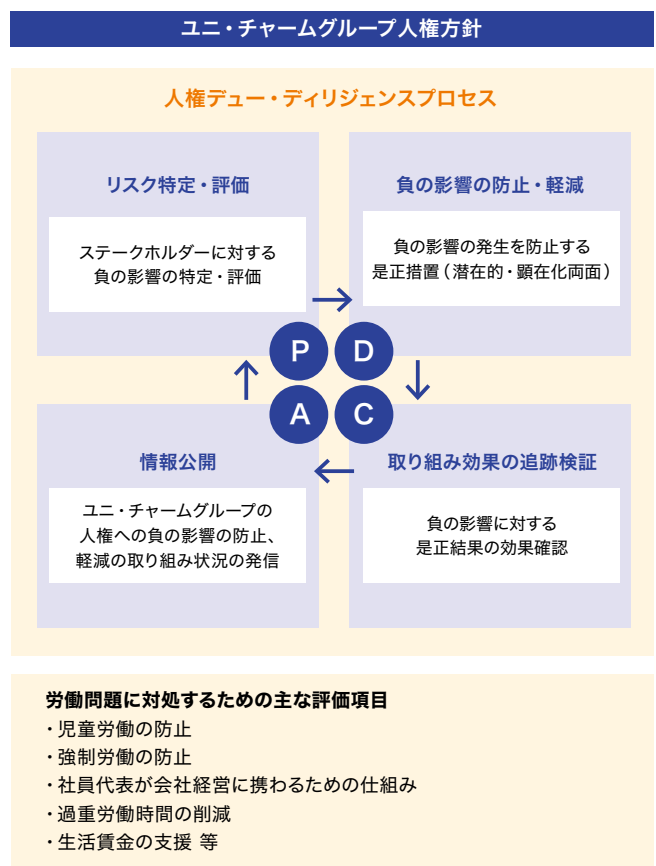 ユニ・チャームグループ人権方針
人権デュー・ディリジェンスプロセス
リスク特定・評価
ステークホルダーに対する
負の影響の特定・評価
負の影響の防止・軽減
負の影響の発生を防止する
是正措置（潜在的・顕在化両面）
P
D
A
C
情報公開
ユニ・チャームグループの
人権への負の影響の防止、
軽減の取り組み状況の発信
取り組み効果の追跡検証
負の影響に対する
是正結果の効果確認
労働問題に対処するための主な評価項目
・児童労働の防止
・強制労働の防止
・社員代表が会社経営に携わるための仕組み
・過重労働時間の削減
・生活賃金の支援 等